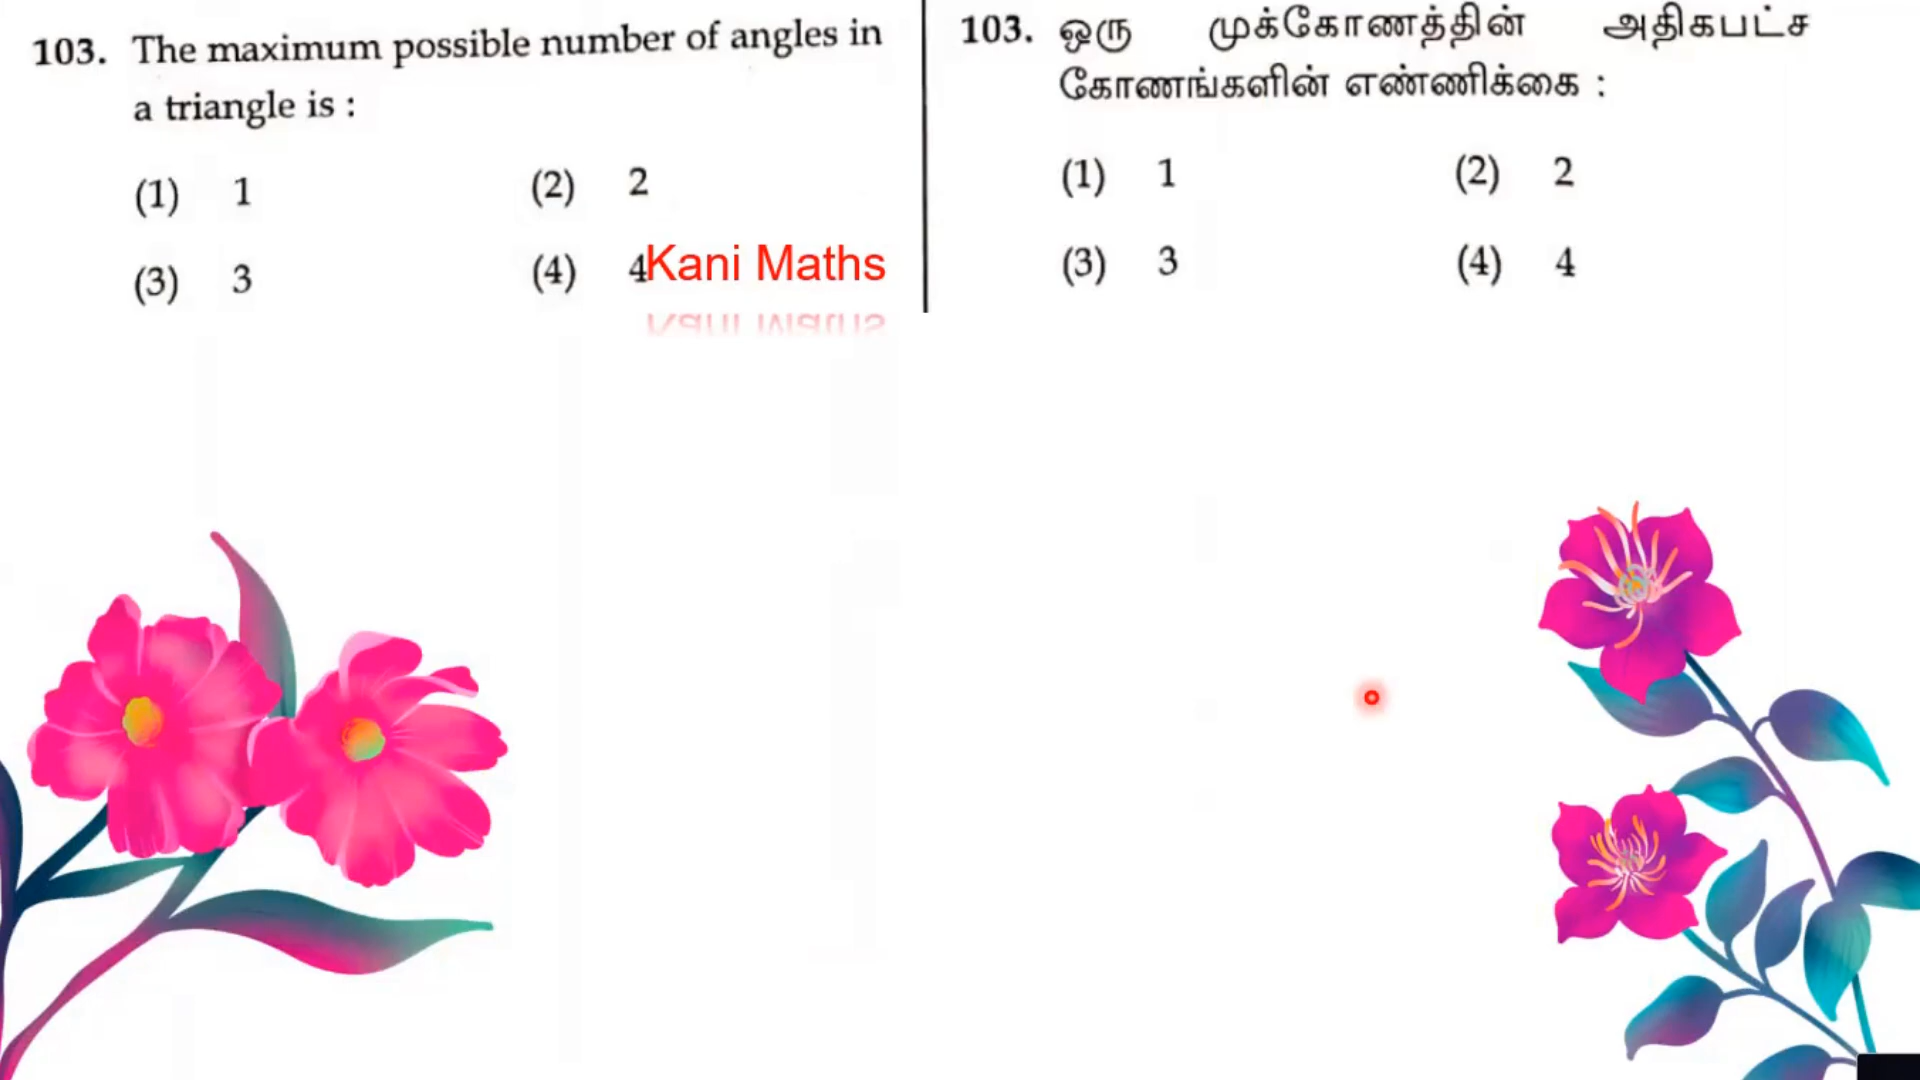 103. The maximum possible number of angles in
a triangle is :
(1) 1 (2) 2
(3) 3 (4) 4
Kani Maths
103. ஒரு முக்கோணத்தின் அதிகபட்ச
கோணங்களின் எண்ணிக்கை :
(1) 1 (2) 2
(3) 3 (4) 4